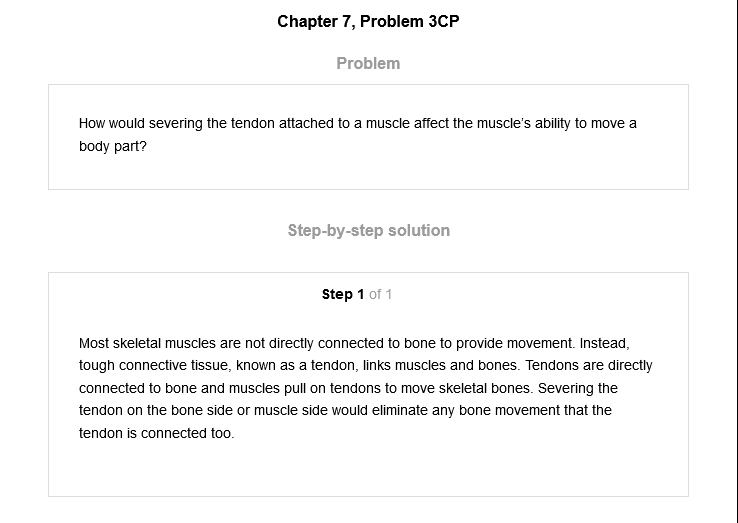 Chapter 7, Problem 3CP
Problem
How would severing the tendon attached to a muscle affect the muscle's ability to move a
body part?
Step-by-step solution
Step 1 of 1
Most skeletal muscles are not directly connected to bone to provide movement. Instead,
tough connective tissue, known as a tendon, links muscles and bones. Tendons are directly
connected to bone and muscles pull on tendons to move skeletal bones. Severing the
tendon on the bone side or muscle side would eliminate any bone movement that the
tendon is connected too.